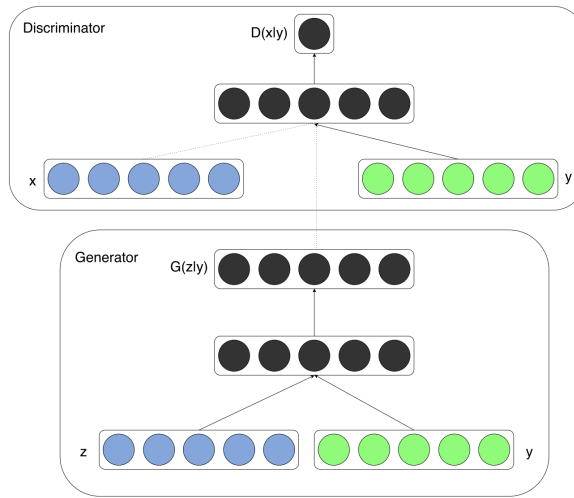 Discriminator
D(x|y)
x
y
Generator
G(z|y)
z
y